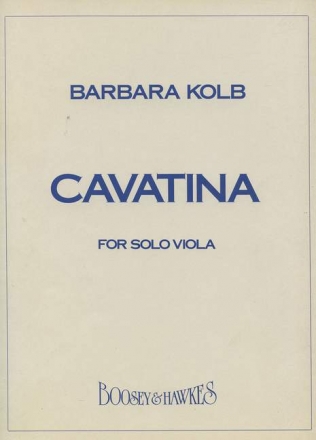 BARBARA KOLB
CAVATINA
FOR SOLO VIOLA
BOOSEY & HAWKES